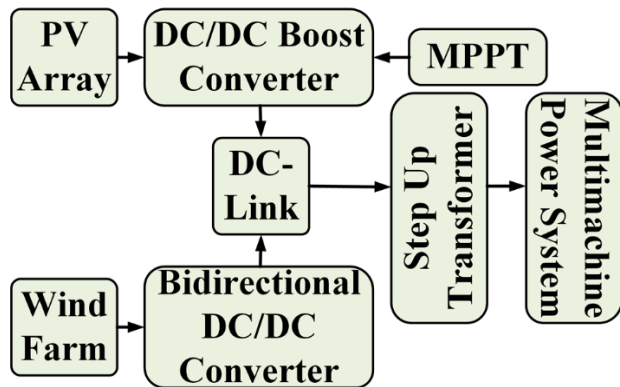 PV
Array
DC/DC Boost
Converter
MPPT
DC-
Link
Step Up
Transformer
Multimachine
Power System
Wind
Farm
Bidirectional
DC/DC
Converter